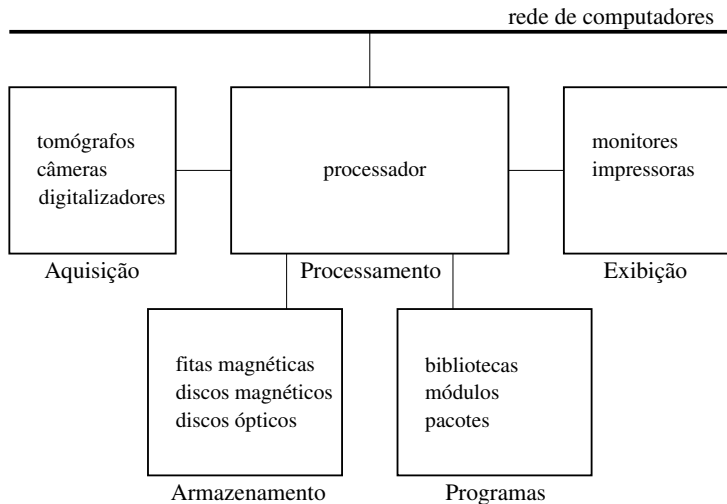 rede de computadores
tomógrafos
câmeras
digitalizadores
processador
monitores
impressoras
Aquisição
Processamento
Exibição
fitas magnéticas
discos magnéticos
discos ópticos
bibliotecas
módulos
pacotes
Armazenamento
Programas